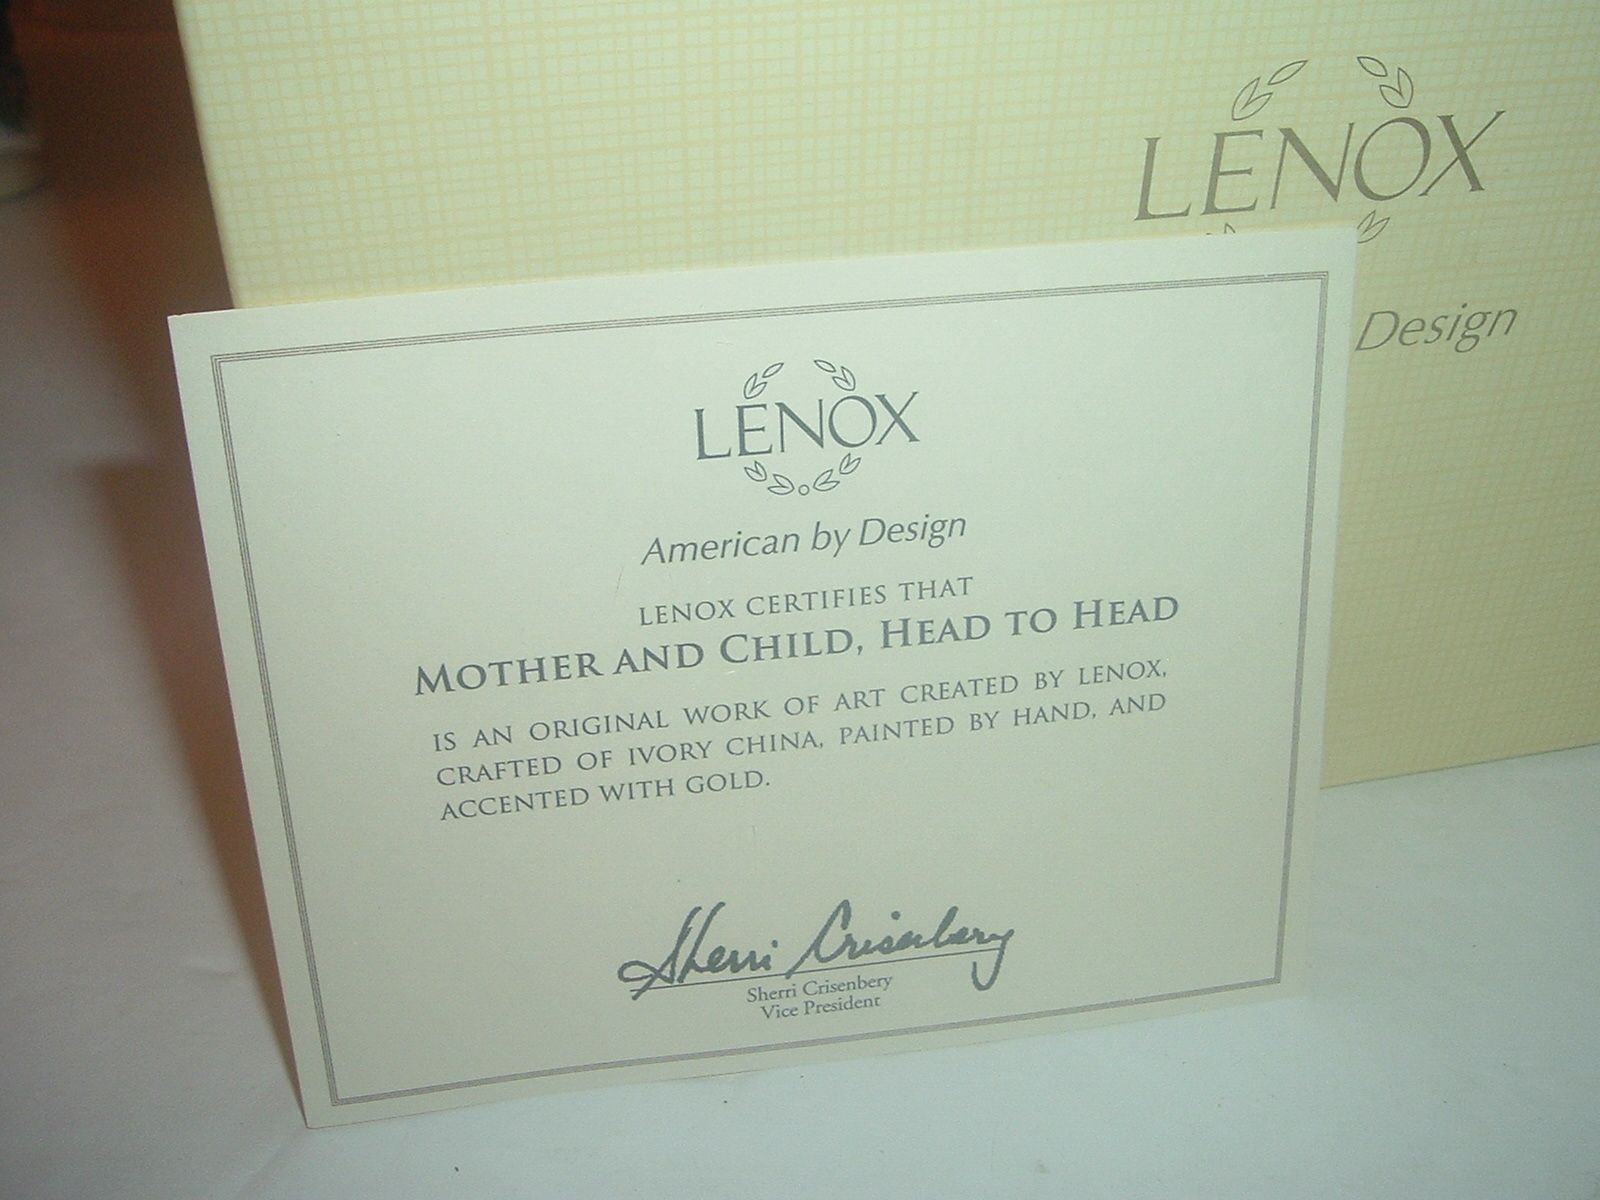 LENOX
Design
LENOX
American by Design
LENOX CERTIFIES THAT
MOTHER AND CHILD, HEAD TO HEAD
IS AN ORIGINAL WORK OF ART CREATED BY LENOX,
CRAFTED OF IVORY CHINA, PAINTED BY HAND, AND
ACCENTED WITH GOLD.
Sherri Crisenbery
Sherri Crisenbery
Vice President